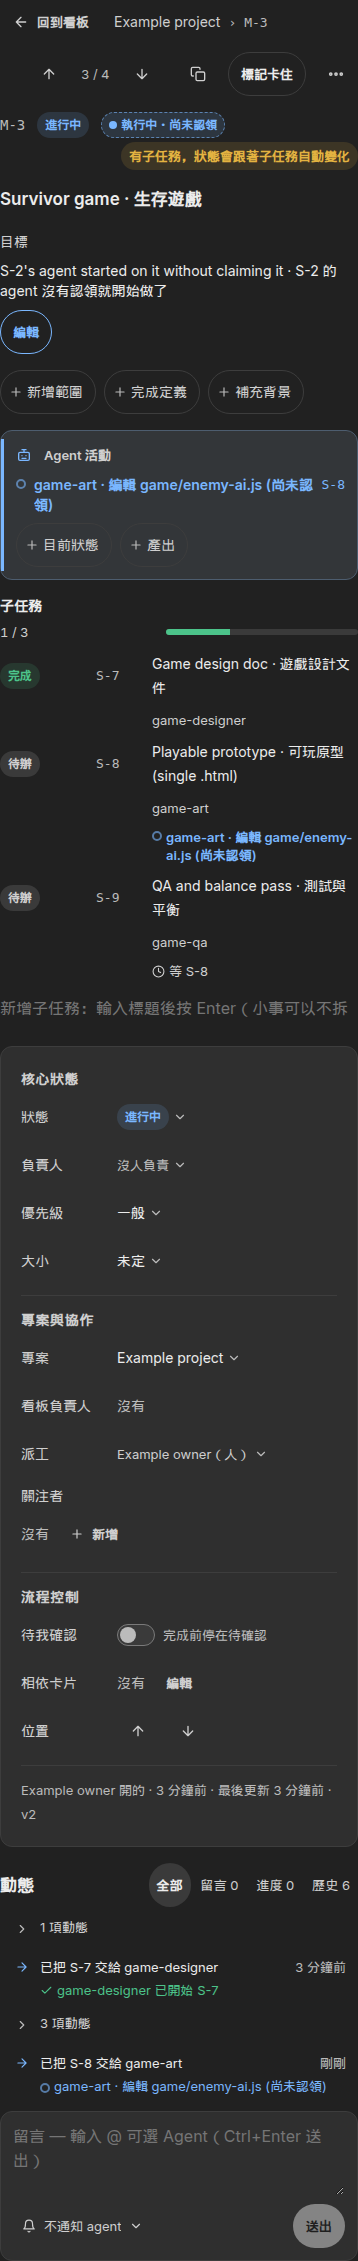 回到看板 Example project › M-3
3 / 4 標記卡住
M-3 進行中 執行中・尚未認領
有子任務，狀態會跟著子任務自動變化
Survivor game · 生存遊戲
目標
S-2's agent started on it without claiming it · S-2 的
agent 沒有認領就開始做了
編輯
新增範圍 完成定義 補充背景
Agent 活動
game-art · 編輯 game/enemy-ai.js (尚未認 S-8
領)
目前狀態 產出
子任務
1 / 3
完成 S-7 Game design doc · 遊戲設計文
件
game-designer
待辦 S-8 Playable prototype · 可玩原型
(single .html)
game-art
game-art · 編輯 game/enemy-
ai.js (尚未認領)
待辦 S-9 QA and balance pass · 測試與
平衡
game-qa
等 S-8
新增子任務：輸入標題後按 Enter（小事可以不拆
核心狀態
狀態 進行中
負責人 沒人負責
優先級 一般
大小 未定
專案與協作
專案 Example project
看板負責人 沒有
派工 Example owner（人）
關注者
沒有 新增
流程控制
待我確認 完成前停在待確認
相依卡片 沒有 編輯
位置
Example owner 開的 · 3 分鐘前 · 最後更新 3 分鐘前 ·
v2
動態 全部 留言 0 進度 0 歷史 6
1 項動態
已把 S-7 交給 game-designer 3 分鐘前
game-designer 已開始 S-7
3 項動態
已把 S-8 交給 game-art 剛剛
game-art · 編輯 game/enemy-ai.js (尚未認領)
留言 — 輸入 @ 可選 Agent（Ctrl+Enter 送
出）
不通知 agent 送出